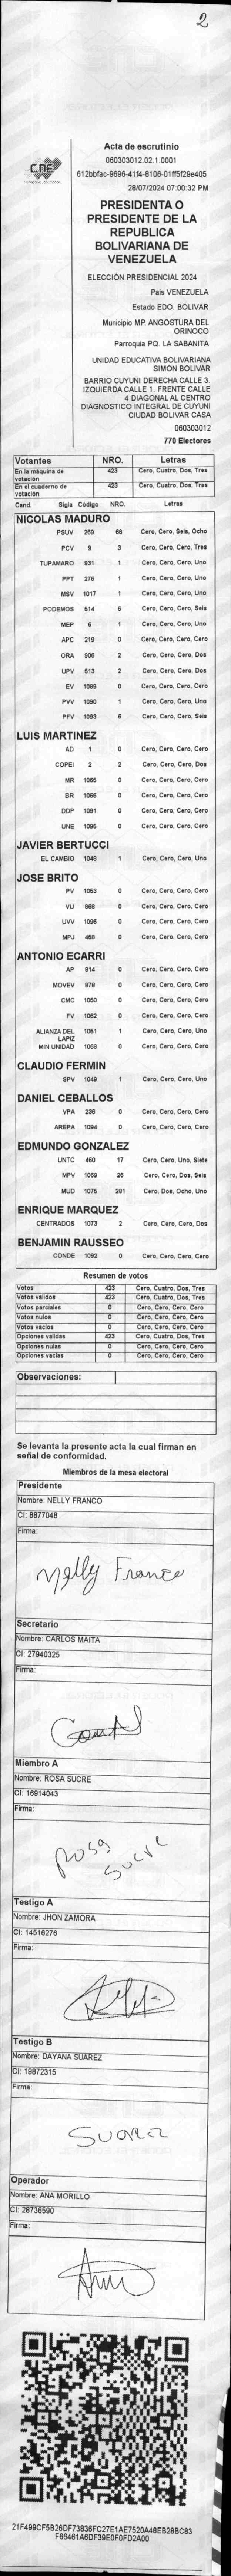 2
CNE
Acta de escrutinio
060303012.02.1.0001
612bbfac-9696-41f4-8106-01ff5f29e405
28/07/2024 07:00:32 PM
PRESIDENTA O
PRESIDENTE DE LA
REPUBLICA
BOLIVARIANA DE
VENEZUELA
ELECCIÓN PRESIDENCIAL 2024
País VENEZUELA
Estado EDO. BOLIVAR
Municipio MP. ANGOSTURA DEL
ORINOCO
Parroquia PQ. LA SABANITA
UNIDAD EDUCATIVA BOLIVARIANA
SIMON BOLIVAR
BARRIO CUYUNI DERECHA CALLE 3.
IZQUIERDA CALLE 1. FRENTE CALLE
4 DIAGONAL AL CENTRO
DIAGNOSTICO INTEGRAL DE CUYUNI
CIUDAD BOLIVAR CASA
060303012
770 Electores
Votantes NRO. Letras
En la máquina de votación 423 Cero, Cuatro, Dos, Tres
En el cuaderno de votación 423 Cero, Cuatro, Dos, Tres
Cand. Sigla Código NRO. Letras
NICOLAS MADURO
PSUV 269 68 Cero, Cero, Seis, Ocho
PCV 9 3 Cero, Cero, Cero, Tres
TUPAMARO 931 1 Cero, Cero, Cero, Uno
PPT 276 1 Cero, Cero, Cero, Uno
MSV 1017 1 Cero, Cero, Cero, Uno
PODEMOS 514 6 Cero, Cero, Cero, Seis
MEP 6 1 Cero, Cero, Cero, Uno
APC 219 0 Cero, Cero, Cero, Cero
ORA 906 2 Cero, Cero, Cero, Dos
UPV 513 2 Cero, Cero, Cero, Dos
EV 1089 0 Cero, Cero, Cero, Cero
PVV 1090 1 Cero, Cero, Cero, Uno
PFV 1093 6 Cero, Cero, Cero, Seis
LUIS MARTINEZ
AD 1 0 Cero, Cero, Cero, Cero
COPEI 2 2 Cero, Cero, Cero, Dos
MR 1065 0 Cero, Cero, Cero, Cero
BR 1066 0 Cero, Cero, Cero, Cero
DDP 1091 0 Cero, Cero, Cero, Cero
UNE 1095 0 Cero, Cero, Cero, Cero
JAVIER BERTUCCI
EL CAMBIO 1048 1 Cero, Cero, Cero, Uno
JOSE BRITO
PV 1053 0 Cero, Cero, Cero, Cero
VU 968 0 Cero, Cero, Cero, Cero
UVV 1096 0 Cero, Cero, Cero, Cero
MPJ 458 0 Cero, Cero, Cero, Cero
ANTONIO ECARRI
AP 914 0 Cero, Cero, Cero, Cero
MOVEV 878 0 Cero, Cero, Cero, Cero
CMC 1050 0 Cero, Cero, Cero, Cero
FV 1062 0 Cero, Cero, Cero, Cero
ALIANZA DEL LAPIZ 1051 1 Cero, Cero, Cero, Uno
MIN UNIDAD 1058 0 Cero, Cero, Cero, Cero
CLAUDIO FERMIN
SPV 1049 1 Cero, Cero, Cero, Uno
DANIEL CEBALLOS
VPA 236 0 Cero, Cero, Cero, Cero
AREPA 1094 0 Cero, Cero, Cero, Cero
EDMUNDO GONZALEZ
UNTC 460 17 Cero, Cero, Uno, Siete
MPV 1069 26 Cero, Cero, Dos, Seis
MUD 1075 281 Cero, Dos, Ocho, Uno
ENRIQUE MARQUEZ
CENTRADOS 1073 2 Cero, Cero, Cero, Dos
BENJAMIN RAUSSEO
CONDE 1092 0 Cero, Cero, Cero, Cero
Resumen de votos
Votos 423 Cero, Cuatro, Dos, Tres
Votos validos 423 Cero, Cuatro, Dos, Tres
Votos parciales 0 Cero, Cero, Cero, Cero
Votos nulos 0 Cero, Cero, Cero, Cero
Votos vacios 0 Cero, Cero, Cero, Cero
Opciones validas 423 Cero, Cuatro, Dos, Tres
Opciones nulas 0 Cero, Cero, Cero, Cero
Opciones vacias 0 Cero, Cero, Cero, Cero
Observaciones:
Se levanta la presente acta la cual firman en
señal de conformidad.
Miembros de la mesa electoral
Presidente
Nombre: NELLY FRANCO
CI: 8877048
Firma:
Nelly Franco
Secretario
Nombre: CARLOS MAITA
CI: 27940325
Firma:
Miembro A
Nombre: ROSA SUCRE
CI: 16914043
Firma:
Rosa
Sucre
Testigo A
Nombre: JHON ZAMORA
CI: 14516276
Firma:
Testigo B
Nombre: DAYANA SUAREZ
CI: 19872315
Firma:
SUAREZ
Operador
Nombre: ANA MORILLO
CI: 28736590
Firma:
21F499CF5B26DF73836FC27E1AE7520A48EB28BC83
F66461A6DF39E0F0FD2A00